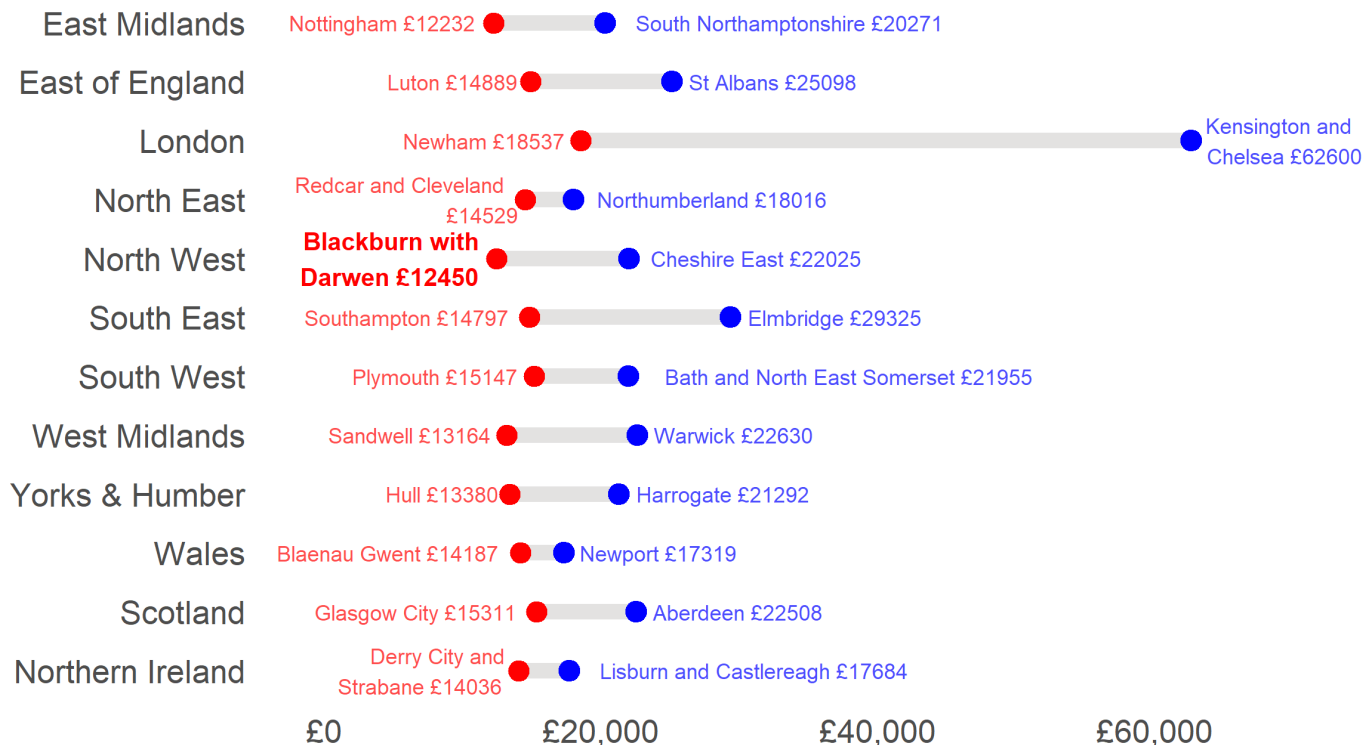 East Midlands Nottingham £12232 South Northamptonshire £20271
East of England Luton £14889 St Albans £25098
Kensington and
London Newham £18537
Chelsea £62600
Redcar and Cleveland
North East Northumberland £18016
£14529
Blackburn with
North West Cheshire East £22025
Darwen £12450
South East Southampton £14797 Elmbridge £29325
South West Plymouth £15147 Bath and North East Somerset £21955
West Midlands Sandwell £13164 Warwick £22630
Yorks & Humber Hull £13380 Harrogate £21292
Wales Blaenau Gwent £14187 Newport £17319
Scotland Glasgow City £15311 Aberdeen £22508
Derry City and
Northern Ireland Lisburn and Castlereagh £17684
Strabane £14036
£0 £20,000 £40,000 £60,000